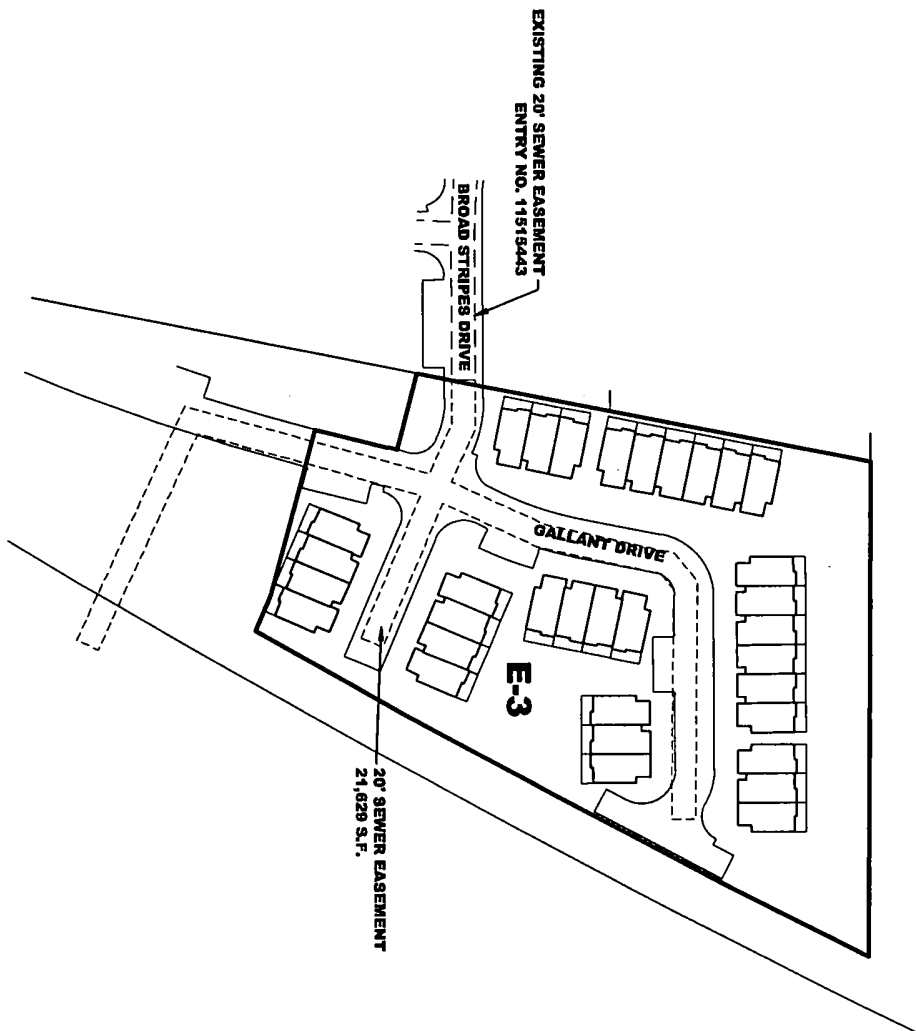 EXISTING 20' SEWER EASEMENT
ENTRY NO. 11515443
BROAD STRIPES DRIVE
GALLANT DRIVE
E-3
20' SEWER EASEMENT
21,629 S.F.